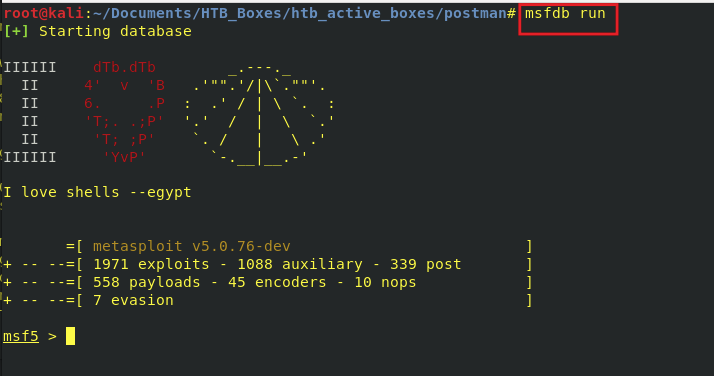 root@kali:~/Documents/HTB_Boxes/htb_active_boxes/postman# msfdb run
[+] Starting database
IIIIII    dTb.dTb        _.---._
  II     4'  v  'B   .'"".'/|\`.""'.
  II     6.     .P  :  .' / | \ `.  :
  II     'T;. .;P'  '.'  /  |  \  `.'
  II      'T; ;P'    `. /   |   \ .'
IIIIII     'YvP'       `-.__|__.-'
I love shells --egypt
       =[ metasploit v5.0.76-dev                          ]
+ -- --=[ 1971 exploits - 1088 auxiliary - 339 post       ]
+ -- --=[ 558 payloads - 45 encoders - 10 nops            ]
+ -- --=[ 7 evasion                                       ]
msf5 >